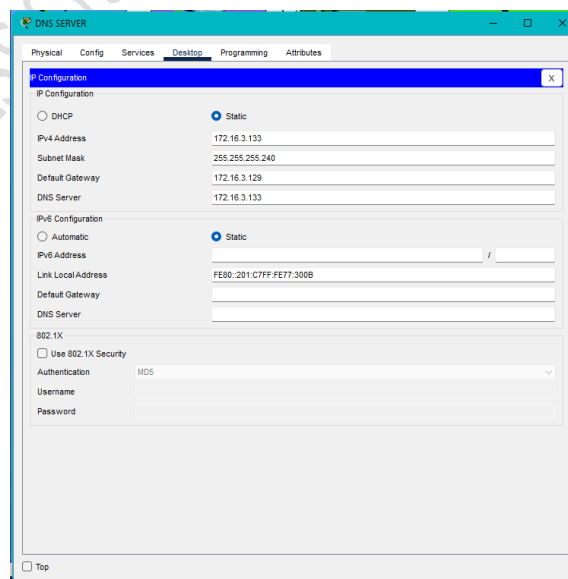 DNS SERVER
Physical Config Services Desktop Programming Attributes
IP Configuration X
IP Configuration
DHCP Static
IPv4 Address 172.16.3.133
Subnet Mask 255.255.255.240
Default Gateway 172.16.3.129
DNS Server 172.16.3.133
IPv6 Configuration
Automatic Static
IPv6 Address /
Link Local Address FE80::201:C7FF:FE77:300B
Default Gateway
DNS Server
802.1X
Use 802.1X Security
Authentication MD5
Username
Password
Top